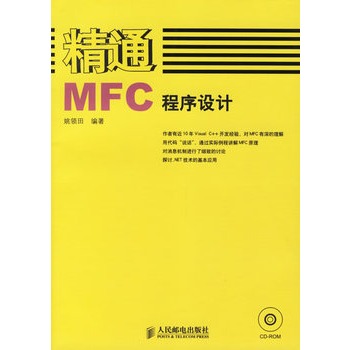 精通
MFC 程序设计
姚领田 编著
作者有近10年Visual C++开发经验，对MFC有深的理解
用代码“说话”，通过实际例程讲解MFC原理
对消息机制进行了细致的讨论
探讨.NET技术的基本应用
人民邮电出版社
POSTS & TELECOM PRESS
CD-ROM